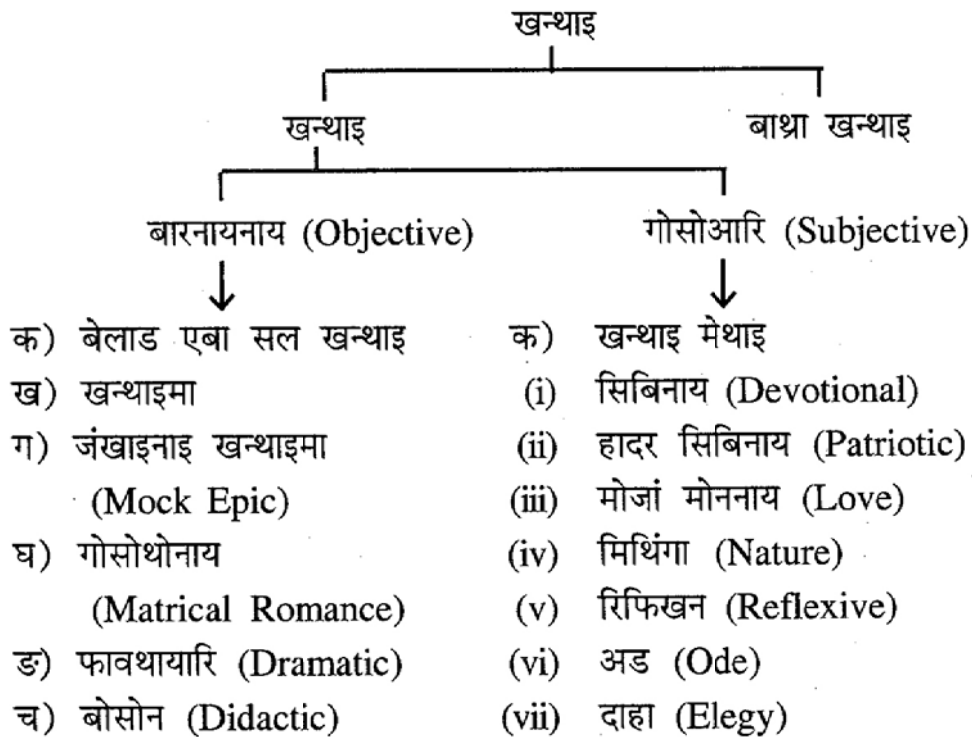 खन्थाइ
खन्थाइ बाथ्रा खन्थाइ
बारनायनाय (Objective) गोसोआरि (Subjective)
क) बेलाड एबा सल खन्थाइ क) खन्थाइ मेथाइ
ख) खन्थाइमा (i) सिबिनाय (Devotional)
ग) जंखाइनाइ खन्थाइमा (ii) हादर सिबिनाय (Patriotic)
(Mock Epic) (iii) मोजां मोननाय (Love)
घ) गोसोथोनाय (iv) मिथिंगा (Nature)
(Matrical Romance) (v) रिफिखन (Reflexive)
ङ) फावथायारि (Dramatic) (vi) अड (Ode)
च) बोसोन (Didactic) (vii) दाहा (Elegy)